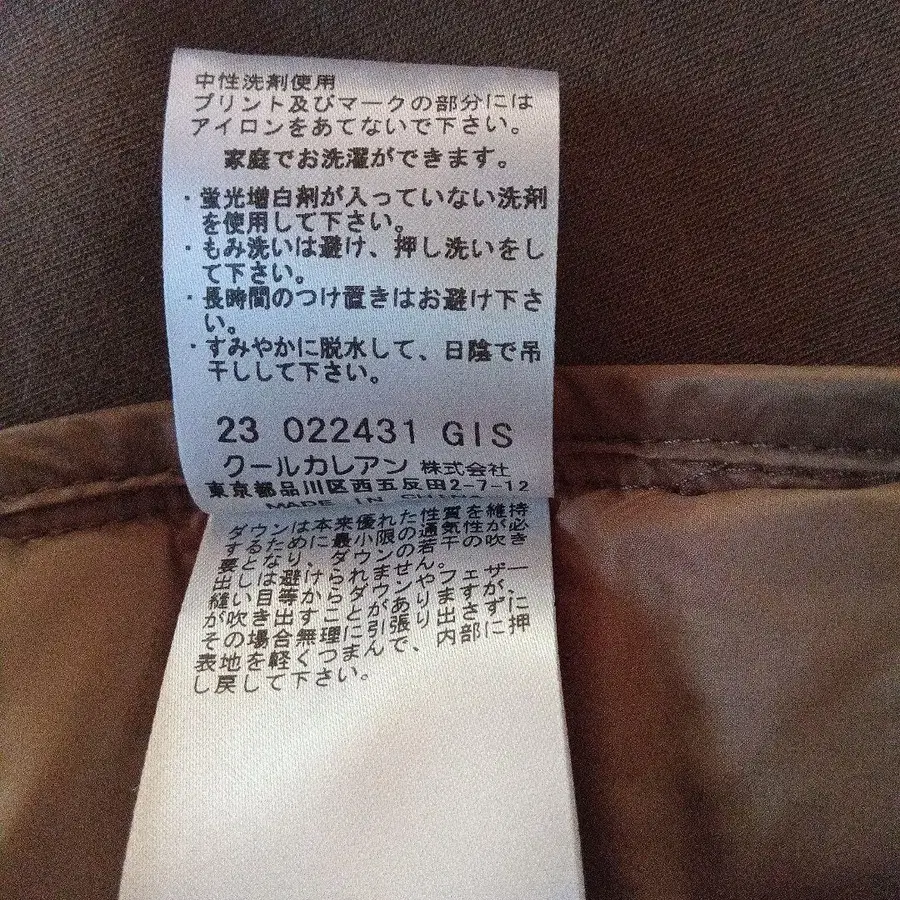 中性洗剤使用
プリント及びマークの部分には
アイロンをあてないで下さい。
家庭でお洗濯ができます。
・蛍光増白剤が入っていない洗剤
を使用して下さい。
・もみ洗いは避け、押し洗いをし
て下さい。
・長時間のつけ置きはお避け下さ
い。
・すみやかに脱水して、日陰で吊
干しして下さい。
23 022431 GIS
クールカレアン 株式会社
東京都品川区西五反田2-7-12
MADE IN CHINA
ダウンは本来優れた性質を維持
するために最小限の通気性が必
要となり、ダウンの若干の吹き
出しは避けられません。
縫い目等からダウンやフェザー
が吹き出すことがありますが、
その場合無理に引張り出さずに
表地を軽くつまんで、内部に押
し戻して下さい。